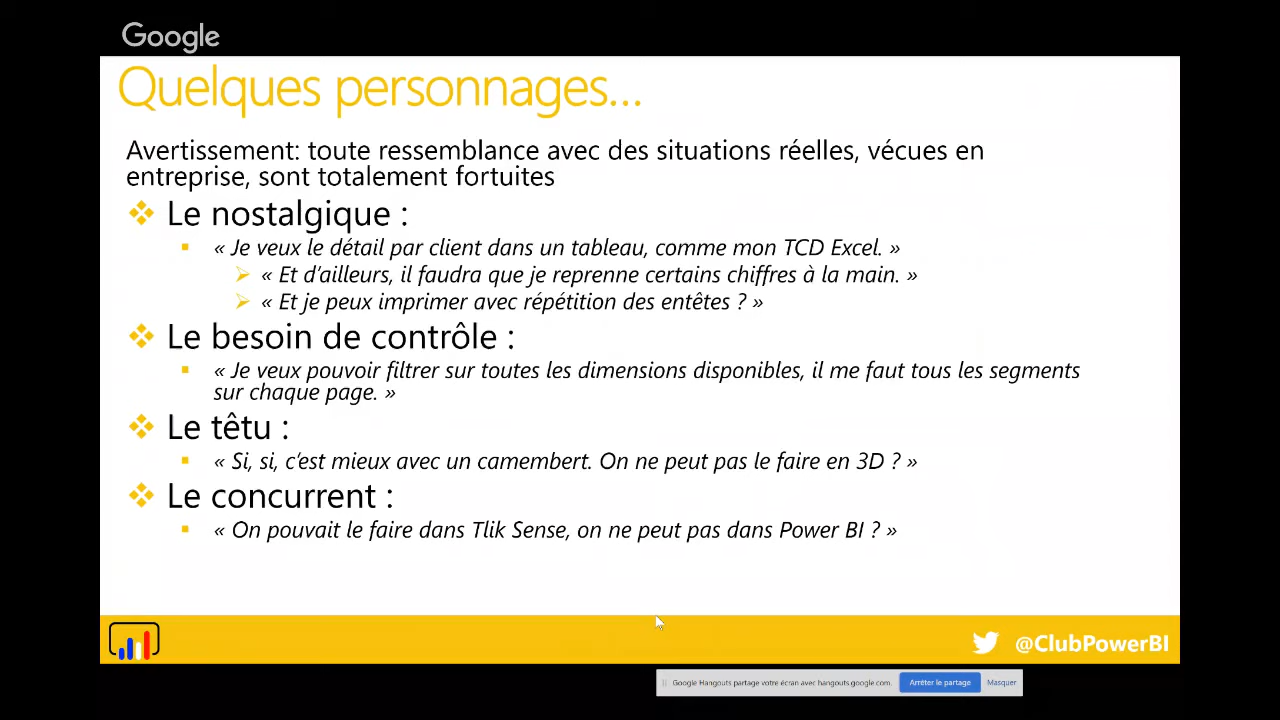 Google
Quelques personnages...
Avertissement: toute ressemblance avec des situations réelles, vécues en
entreprise, sont totalement fortuites
Le nostalgique :
« Je veux le détail par client dans un tableau, comme mon TCD Excel. »
« Et d'ailleurs, il faudra que je reprenne certains chiffres à la main. »
« Et je peux imprimer avec répétition des entêtes ? »
Le besoin de contrôle :
« Je veux pouvoir filtrer sur toutes les dimensions disponibles, il me faut tous les segments
sur chaque page. »
Le têtu :
« Si, si, c'est mieux avec un camembert. On ne peut pas le faire en 3D ? »
Le concurrent :
« On pouvait le faire dans Tlik Sense, on ne peut pas dans Power BI ? »
@ClubPowerBI
Google Hangouts partage votre écran avec hangouts.google.com. Arrêter le partage Masquer